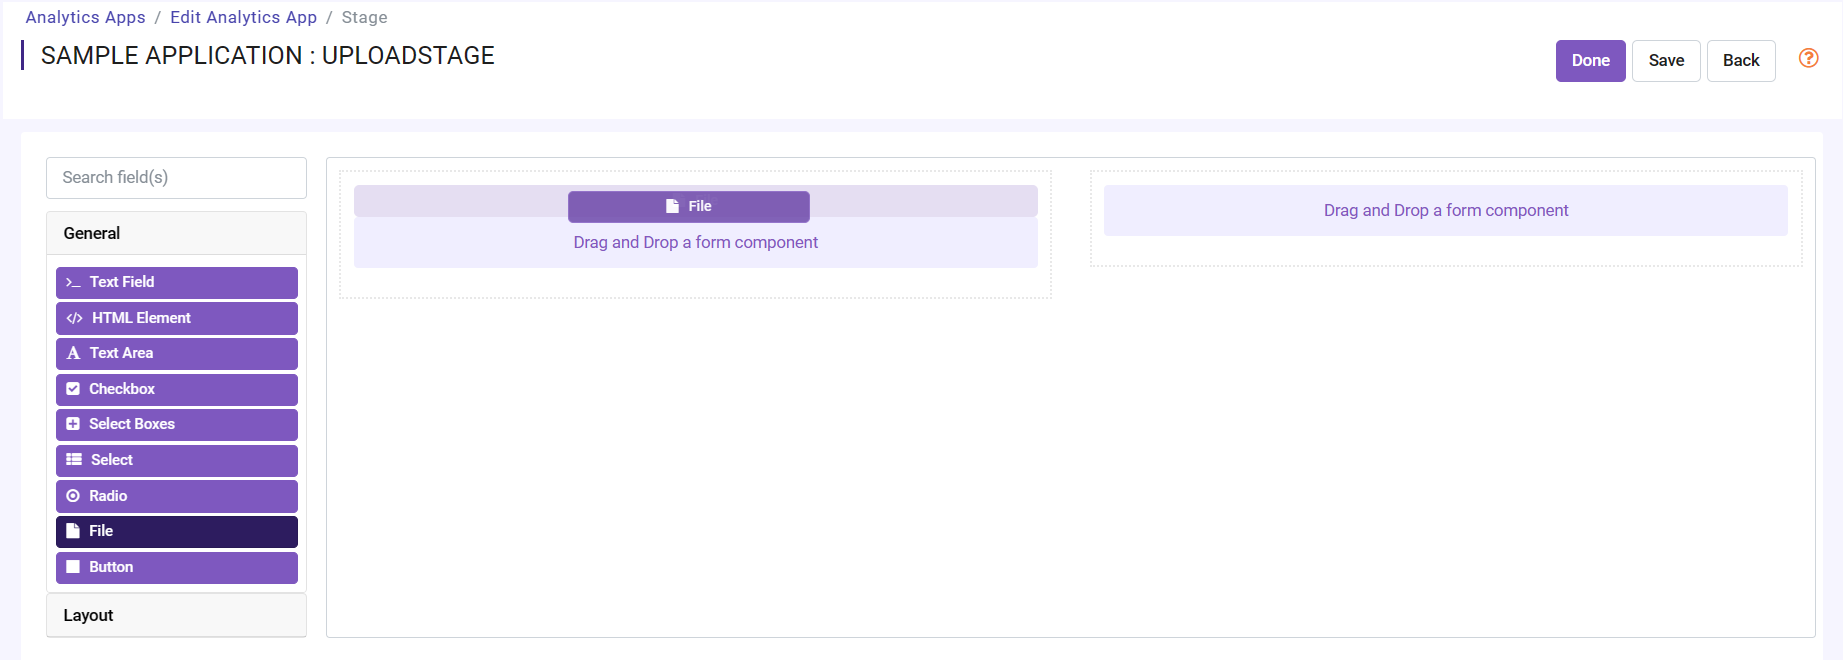 Analytics Apps / Edit Analytics App / Stage
SAMPLE APPLICATION : UPLOADSTAGE
Done
Save
Back
?
Search field(s)
General
Text Field
HTML Element
Text Area
Checkbox
Select Boxes
Select
Radio
File
Button
Layout
File
Drag and Drop a form component
Drag and Drop a form component